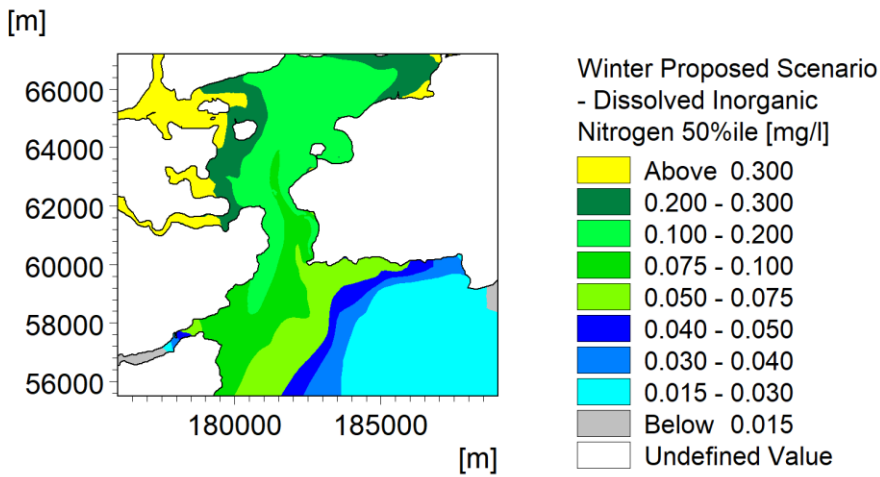 [m]
66000
64000
62000
60000
58000
56000
180000 185000
[m]
Winter Proposed Scenario
- Dissolved Inorganic
Nitrogen 50%ile [mg/l]
Above 0.300
0.200 - 0.300
0.100 - 0.200
0.075 - 0.100
0.050 - 0.075
0.040 - 0.050
0.030 - 0.040
0.015 - 0.030
Below 0.015
Undefined Value